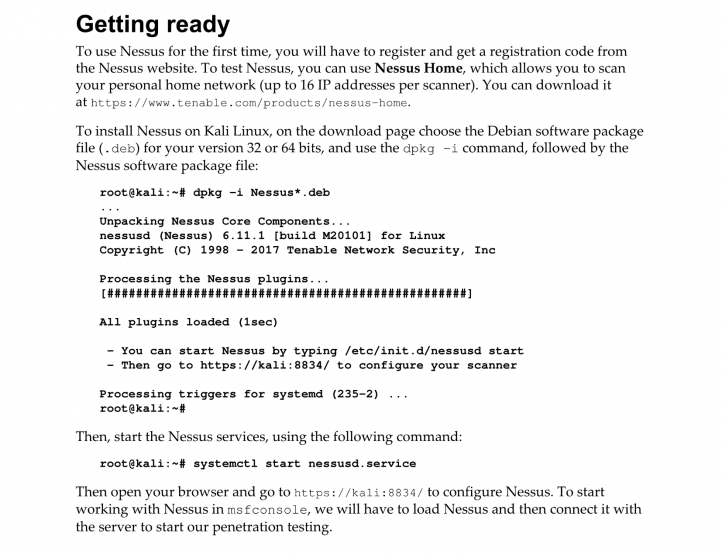 Getting ready
To use Nessus for the first time, you will have to register and get a registration code from
the Nessus website. To test Nessus, you can use Nessus Home, which allows you to scan
your personal home network (up to 16 IP addresses per scanner). You can download it
at https://www.tenable.com/products/nessus-home.
To install Nessus on Kali Linux, on the download page choose the Debian software package
file (.deb) for your version 32 or 64 bits, and use the dpkg -i command, followed by the
Nessus software package file:
root@kali:~# dpkg -i Nessus*.deb
...
Unpacking Nessus Core Components...
nessusd (Nessus) 6.11.1 [build M20101] for Linux
Copyright (C) 1998 - 2017 Tenable Network Security, Inc
Processing the Nessus plugins...
[##################################################]
All plugins loaded (1sec)
- You can start Nessus by typing /etc/init.d/nessusd start
- Then go to https://kali:8834/ to configure your scanner
Processing triggers for systemd (235-2) ...
root@kali:~#
Then, start the Nessus services, using the following command:
root@kali:~# systemctl start nessusd.service
Then open your browser and go to https://kali:8834/ to configure Nessus. To start
working with Nessus in msfconsole, we will have to load Nessus and then connect it with
the server to start our penetration testing.